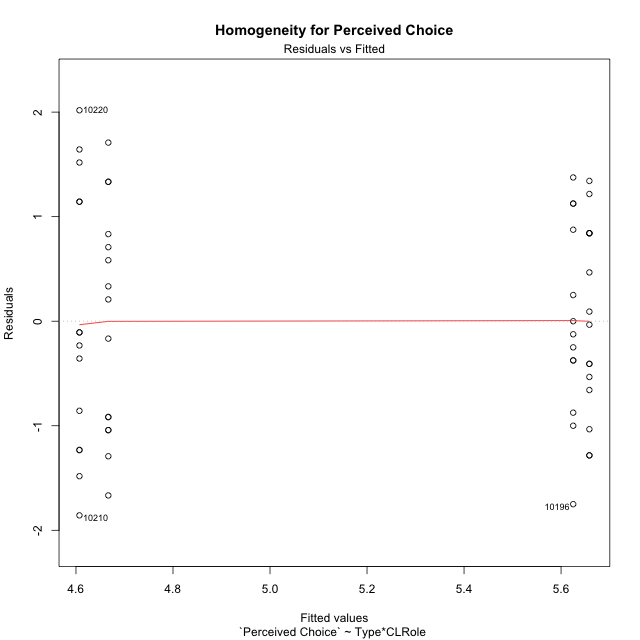 Homogeneity for Perceived Choice
Residuals vs Fitted
10220
10210
10196
2
1
0
-1
-2
Residuals
4.6 4.8 5.0 5.2 5.4 5.6
Fitted values
`Perceived Choice` ~ Type*CLRole